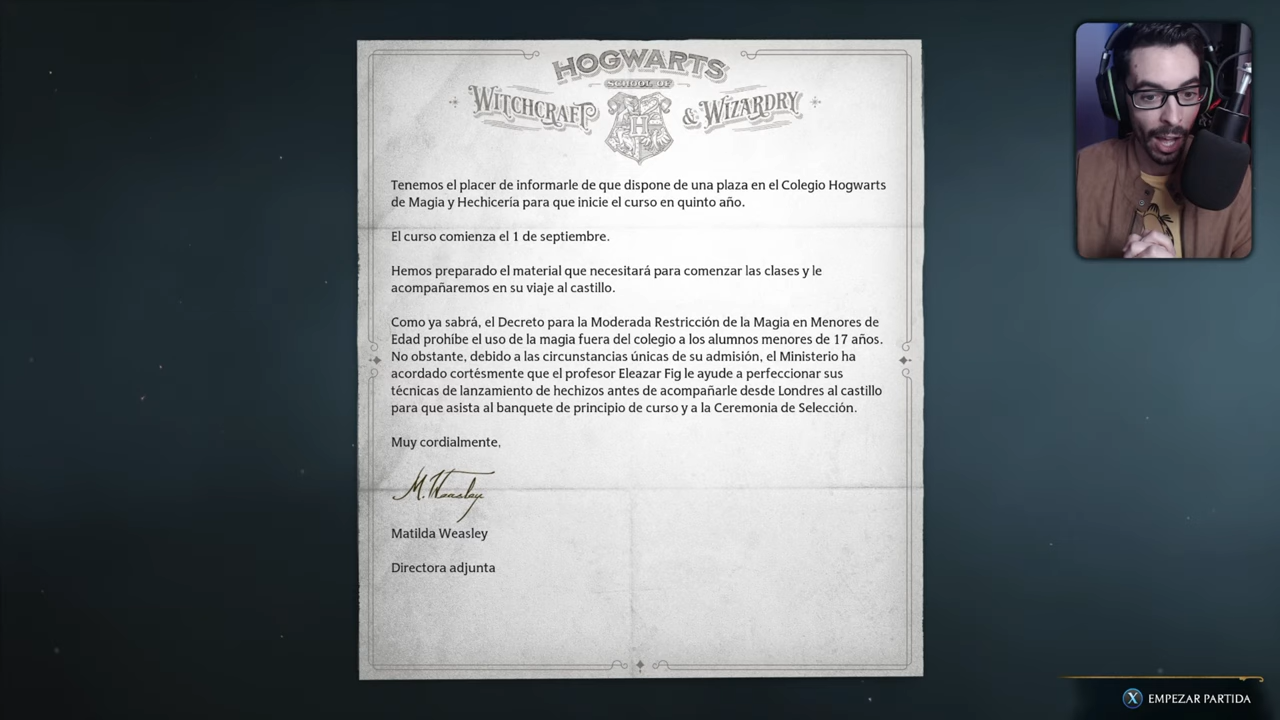 HOGWARTS
SCHOOL OF
WITCHCRAFT & WIZARDRY
H
Tenemos el placer de informarle de que dispone de una plaza en el Colegio Hogwarts
de Magia y Hechicería para que inicie el curso en quinto año.
El curso comienza el 1 de septiembre.
Hemos preparado el material que necesitará para comenzar las clases y le
acompañaremos en su viaje al castillo.
Como ya sabrá, el Decreto para la Moderada Restricción de la Magia en Menores de
Edad prohíbe el uso de la magia fuera del colegio a los alumnos menores de 17 años.
No obstante, debido a las circunstancias únicas de su admisión, el Ministerio ha
acordado cortésmente que el profesor Eleazar Fig le ayude a perfeccionar sus
técnicas de lanzamiento de hechizos antes de acompañarle desde Londres al castillo
para que asista al banquete de principio de curso y a la Ceremonia de Selección.
Muy cordialmente,
M. Weasley
Matilda Weasley
Directora adjunta
X EMPEZAR PARTIDA